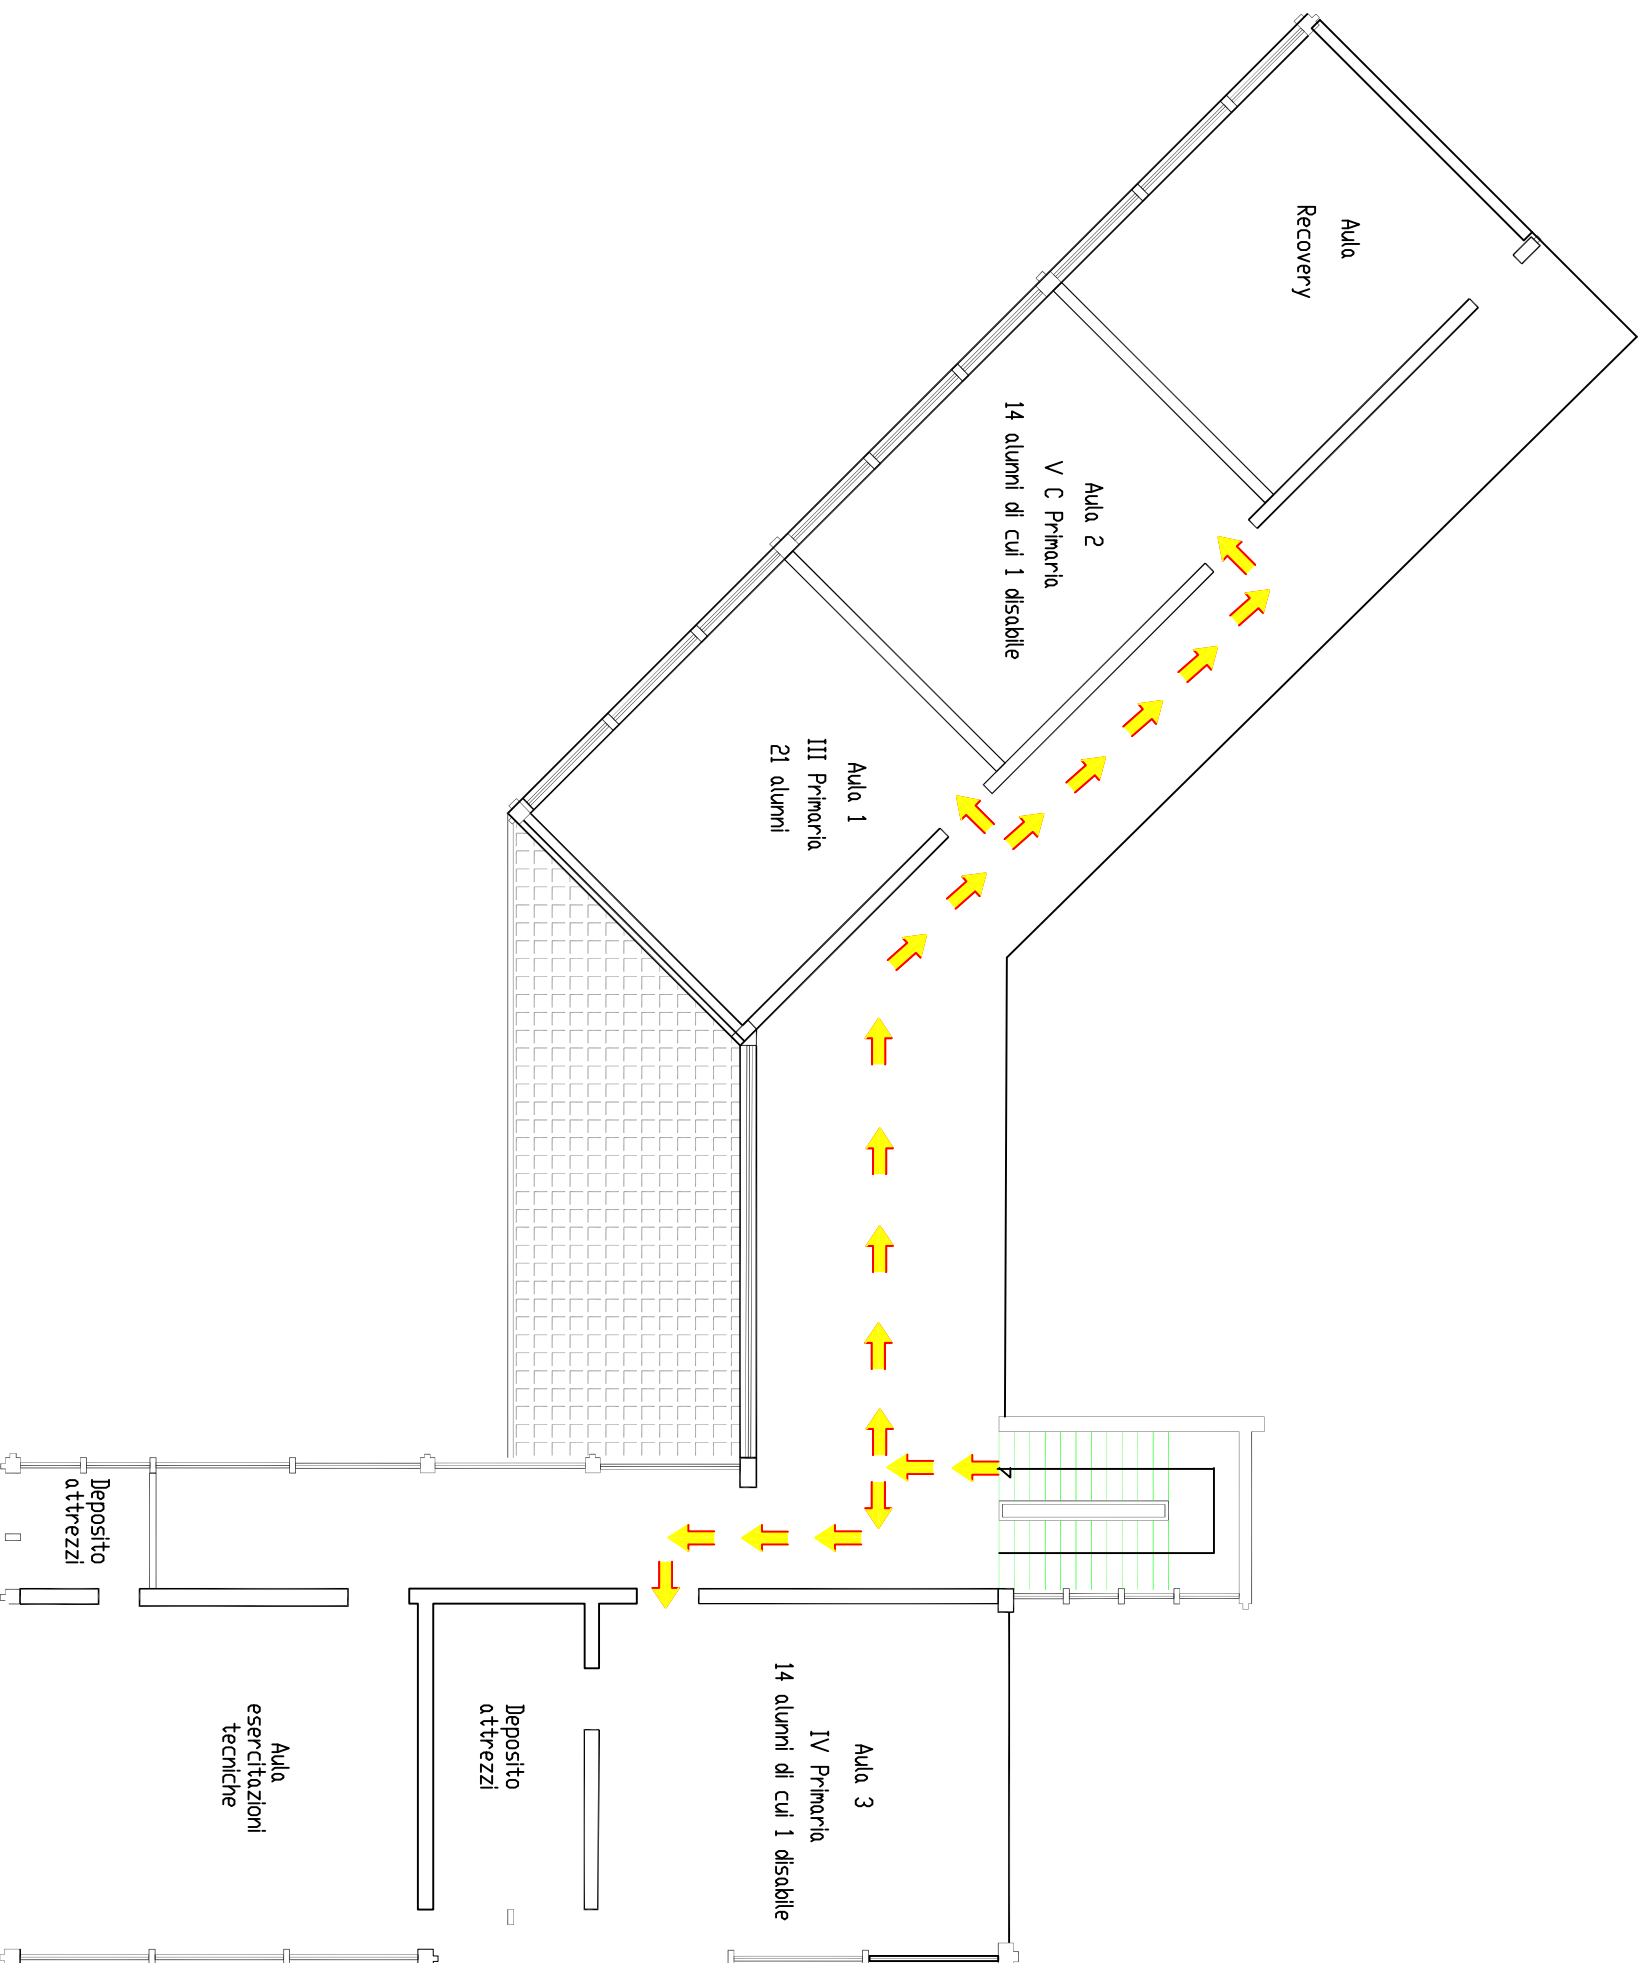 Aula
Recovery
Aula 2
V C Primaria
14 alunni di cui 1 disabile
Aula 1
III Primaria
21 alunni
Deposito
attrezzi
Aula 3
IV Primaria
14 alunni di cui 1 disabile
Deposito
attrezzi
Aula
esercitazioni
tecniche